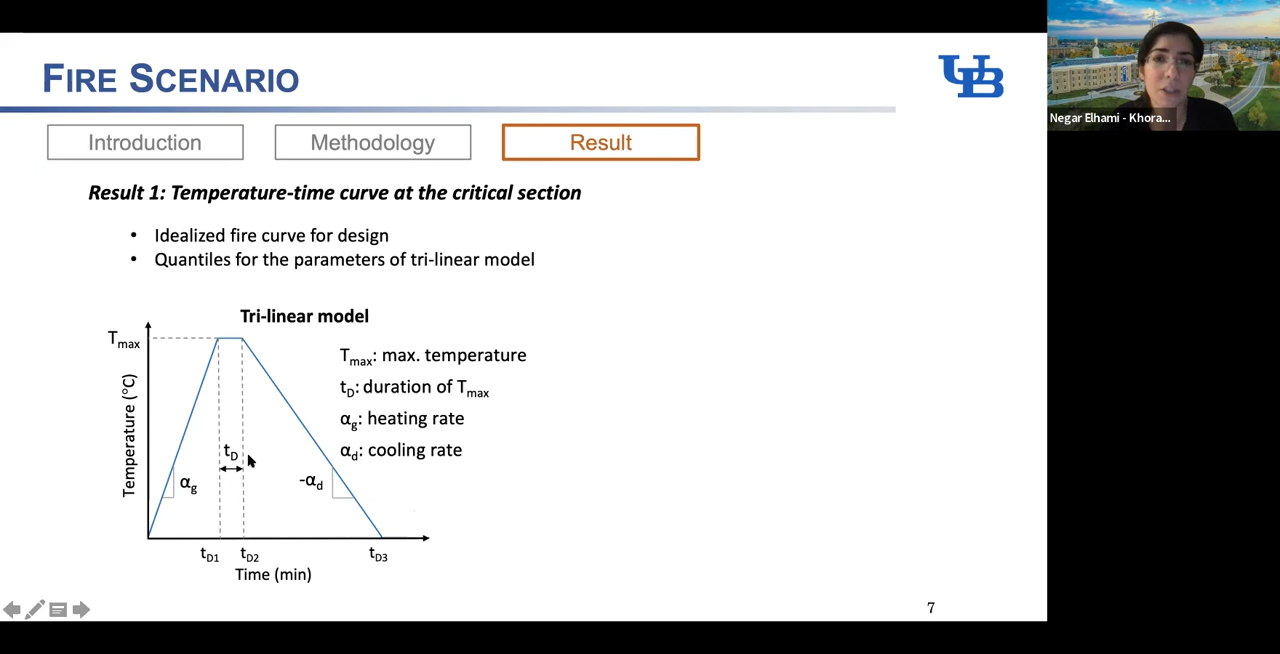 FIRE SCENARIO
UB
Negar Elhami - Khora...
Introduction
Methodology
Result
Result 1: Temperature-time curve at the critical section
• Idealized fire curve for design
• Quantiles for the parameters of tri-linear model
Tri-linear model
Tmax
Tmax: max. temperature
tD: duration of Tmax
αg: heating rate
αd: cooling rate
Temperature (°C)
tD
αg
-αd
tD1
tD2
tD3
Time (min)
7